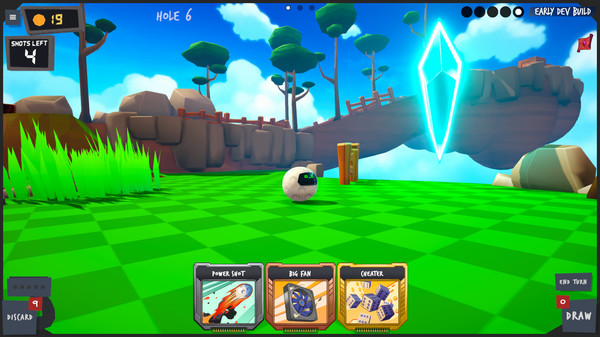 19
HOLE 6
EARLY DEV BUILD
SHOTS LEFT
4
POWER SHOT
BIG FAN
CHEATER
END TURN
9
DISCARD
0
DRAW